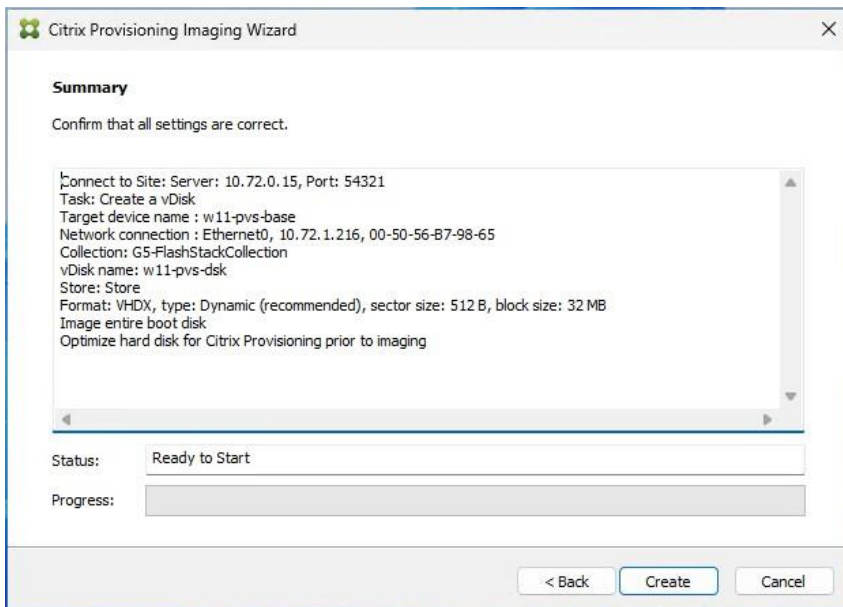 Citrix Provisioning Imaging Wizard
Summary
Confirm that all settings are correct.
Connect to Site: Server: 10.72.0.15, Port: 54321
Task: Create a vDisk
Target device name : w11-pvs-base
Network connection : Ethernet0, 10.72.1.216, 00-50-56-B7-98-65
Collection: G5-FlashStackCollection
vDisk name: w11-pvs-dsk
Store: Store
Format: VHDX, type: Dynamic (recommended), sector size: 512 B, block size: 32 MB
Image entire boot disk
Optimize hard disk for Citrix Provisioning prior to imaging
Status: Ready to Start
Progress:
< Back Create Cancel